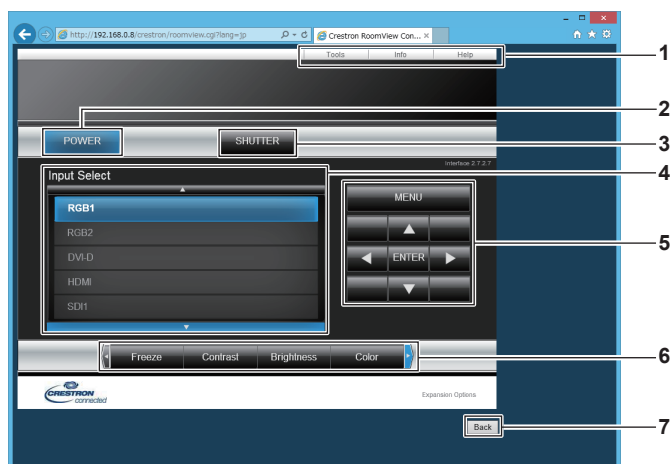 http://192.168.0.8/crestron/roomview.cgi?lang=jp
Crestron RoomView Con... ×
Tools Info Help 1
2
POWER SHUTTER 3
Interface 2.7.2.7
Input Select 4
RGB1 MENU
RGB2
DVI-D ENTER 5
HDMI
SDI1
Freeze Contrast Brightness Color 6
CRESTRON connected Expansion Options
Back 7